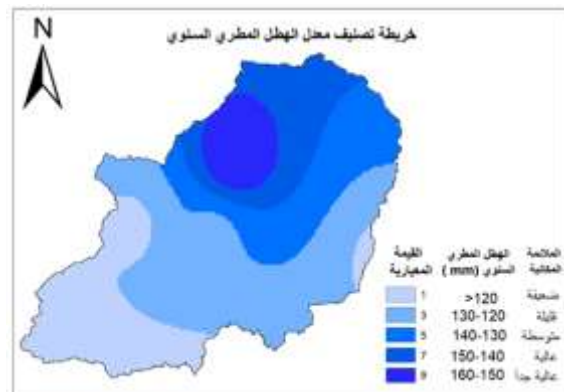 N
خريطة تصنيف معدل الهطل المطري السنوي
الملائمة المكانية الهطل المطري السنوي (mm) القيمة المعيارية
ضعيفة >120 1
قليلة 130-120 3
متوسطة 140-130 5
عالية 150-140 7
عالية جداً 160-150 9